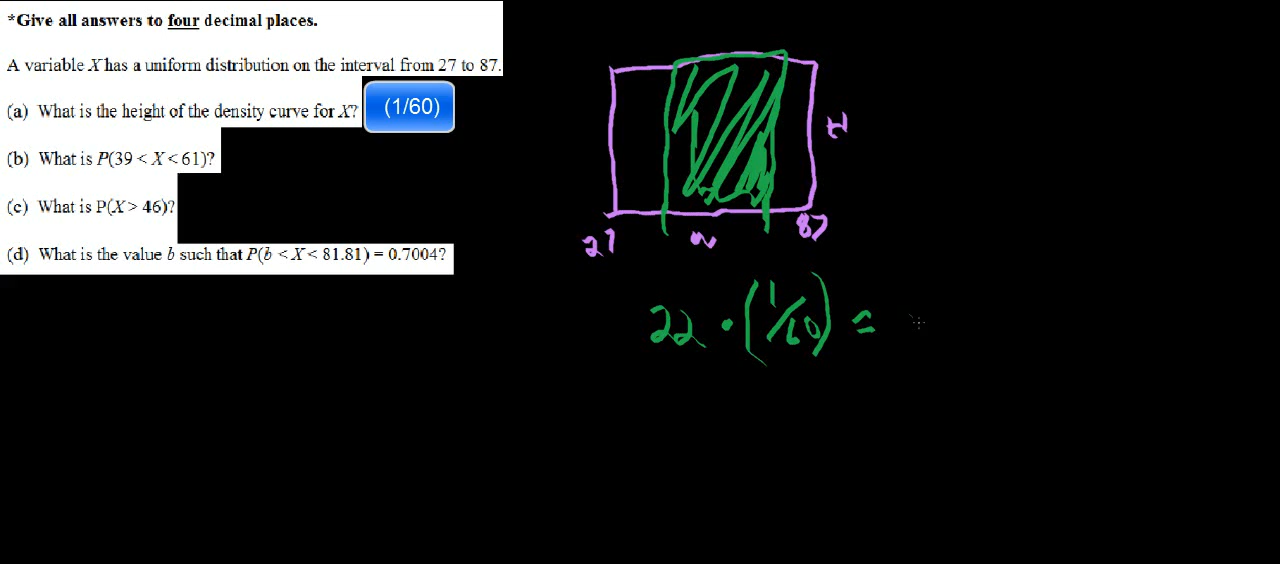 *Give all answers to four decimal places.
A variable X has a uniform distribution on the interval from 27 to 87.
(a) What is the height of the density curve for X? (1/60)
(b) What is P(39 < X < 61)?
(c) What is P(X > 46)?
(d) What is the value b such that P(b < X < 81.81) = 0.7004?
27
87
22 · (1/60) =